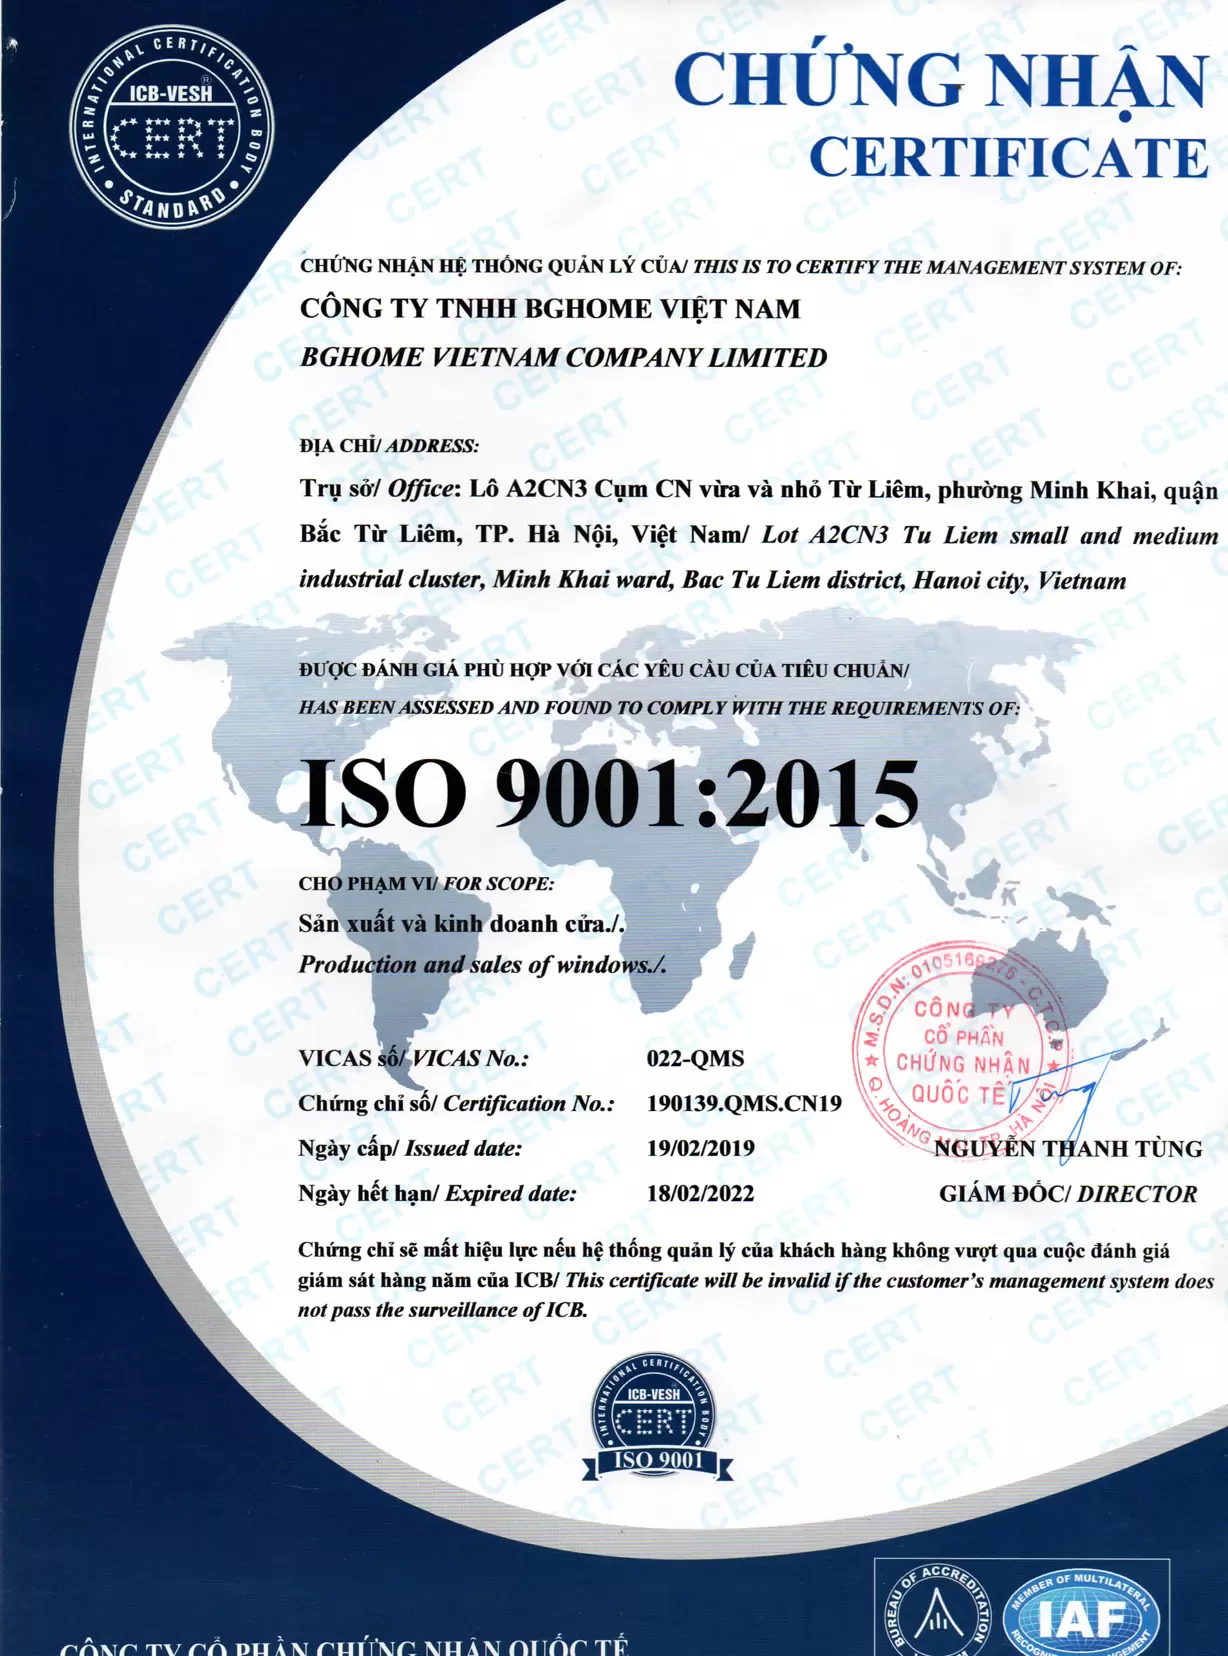 INTERNATIONAL CERTIFICATION BODY
ICB-VESH®
CERT
• STANDARD •
CHỨNG NHẬN
CERTIFICATE
CHỨNG NHẬN HỆ THỐNG QUẢN LÝ CỦA/ THIS IS TO CERTIFY THE MANAGEMENT SYSTEM OF:
CÔNG TY TNHH BGHOME VIỆT NAM
BGHOME VIETNAM COMPANY LIMITED
ĐỊA CHỈ/ ADDRESS:
Trụ sở/ Office: Lô A2CN3 Cụm CN vừa và nhỏ Từ Liêm, phường Minh Khai, quận
Bắc Từ Liêm, TP. Hà Nội, Việt Nam/ Lot A2CN3 Tu Liem small and medium
industrial cluster, Minh Khai ward, Bac Tu Liem district, Hanoi city, Vietnam
ĐƯỢC ĐÁNH GIÁ PHÙ HỢP VỚI CÁC YÊU CẦU CỦA TIÊU CHUẨN/
HAS BEEN ASSESSED AND FOUND TO COMPLY WITH THE REQUIREMENTS OF:
ISO 9001:2015
CHO PHẠM VI/ FOR SCOPE:
Sản xuất và kinh doanh cửa./.
Production and sales of windows./.
M.S.D.N: 0105169276 - C.T.C.P
CÔNG TY
CỔ PHẦN
CHỨNG NHẬN
QUỐC TẾ
Q. HOÀNG MAI - TP. HÀ NỘI
VICAS số/ VICAS No.: 022-QMS
Chứng chỉ số/ Certification No.: 190139.QMS.CN19
Ngày cấp/ Issued date: 19/02/2019
NGUYỄN THANH TÙNG
Ngày hết hạn/ Expired date: 18/02/2022
GIÁM ĐỐC/ DIRECTOR
Chứng chỉ sẽ mất hiệu lực nếu hệ thống quản lý của khách hàng không vượt qua cuộc đánh giá
giám sát hàng năm của ICB/ This certificate will be invalid if the customer's management system does
not pass the surveillance of ICB.
INTERNATIONAL CERTIFICATION BODY
ICB-VESH
CERT
ISO 9001
BUREAU OF ACCREDITATION
MEMBER OF MULTILATERAL
IAF
CÔNG TY CỔ PHẦN CHỨNG NHẬN QUỐC TẾ